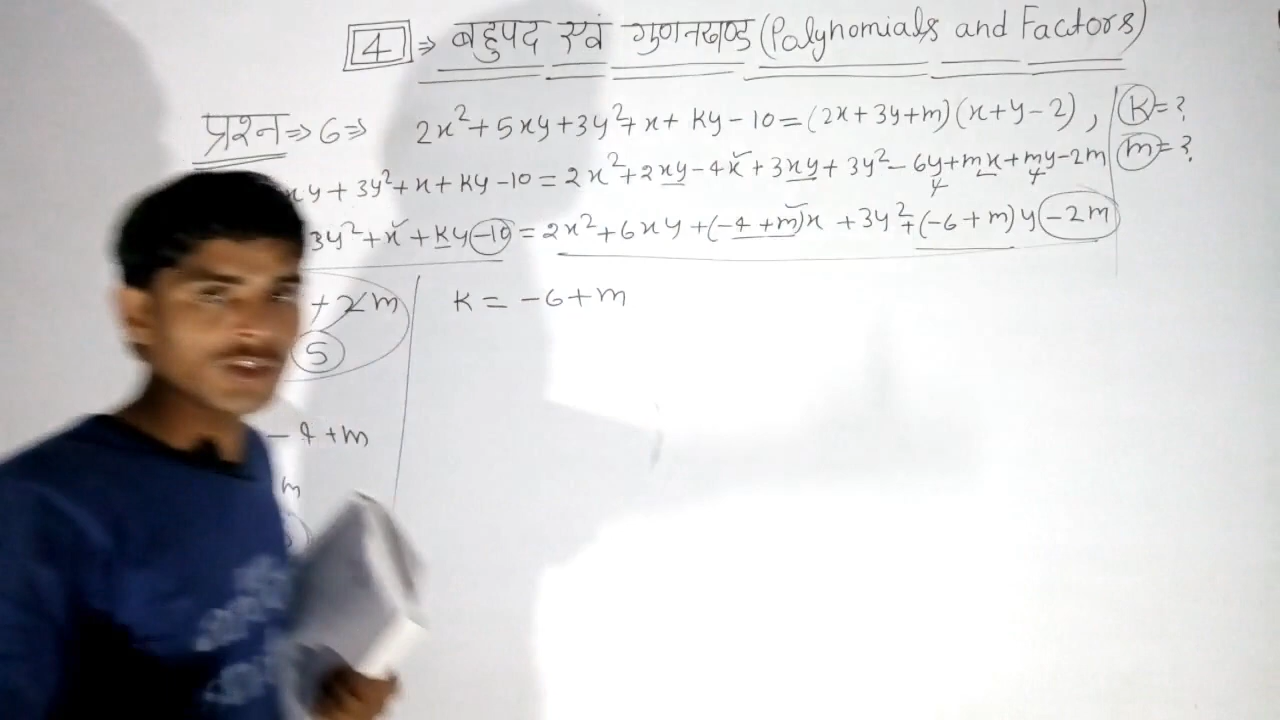 4 ⇒ बहुपद एवं गुणनखण्ड (Polynomials and Factors)
प्रश्न ⇒ 6 ⇒ 2x² + 5xy + 3y² + x + ky - 10 = (2x + 3y + m)(x + y - 2), k = ?
xy + 3y² + x + ky - 10 = 2x² + 2xy - 4x + 3xy + 3y² - 6y + mx + my - 2m m = ?
3y² + x + ky - 10 = 2x² + 6xy + (-4 + m)x + 3y² + (-6 + m)y - 2m
+ 2m
5
k = -6 + m
- 4 + m
m